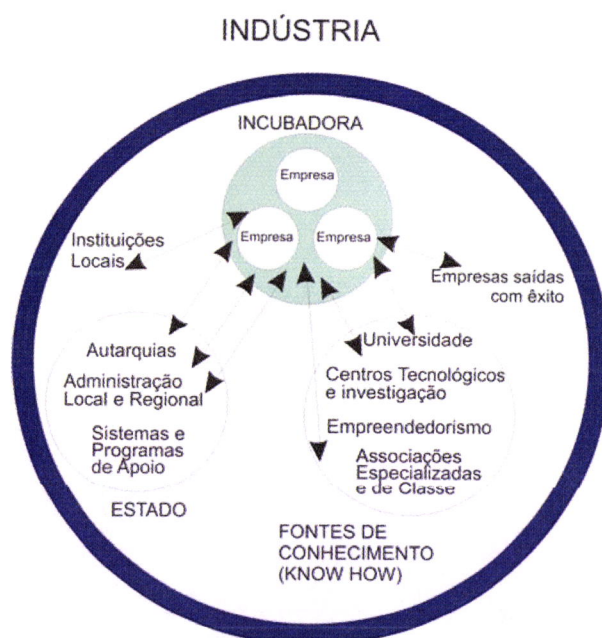 INDÚSTRIA
INCUBADORA
Empresa
Empresa
Empresa
Instituições
Locais
Empresas saídas
com êxito
Autarquias
Administração
Local e Regional
Sistemas e
Programas
de Apoio
ESTADO
Universidade
Centros Tecnológicos
e investigação
Empreendedorismo
Associações
Especializadas
e de Classe
FONTES DE
CONHECIMENTO
(KNOW HOW)